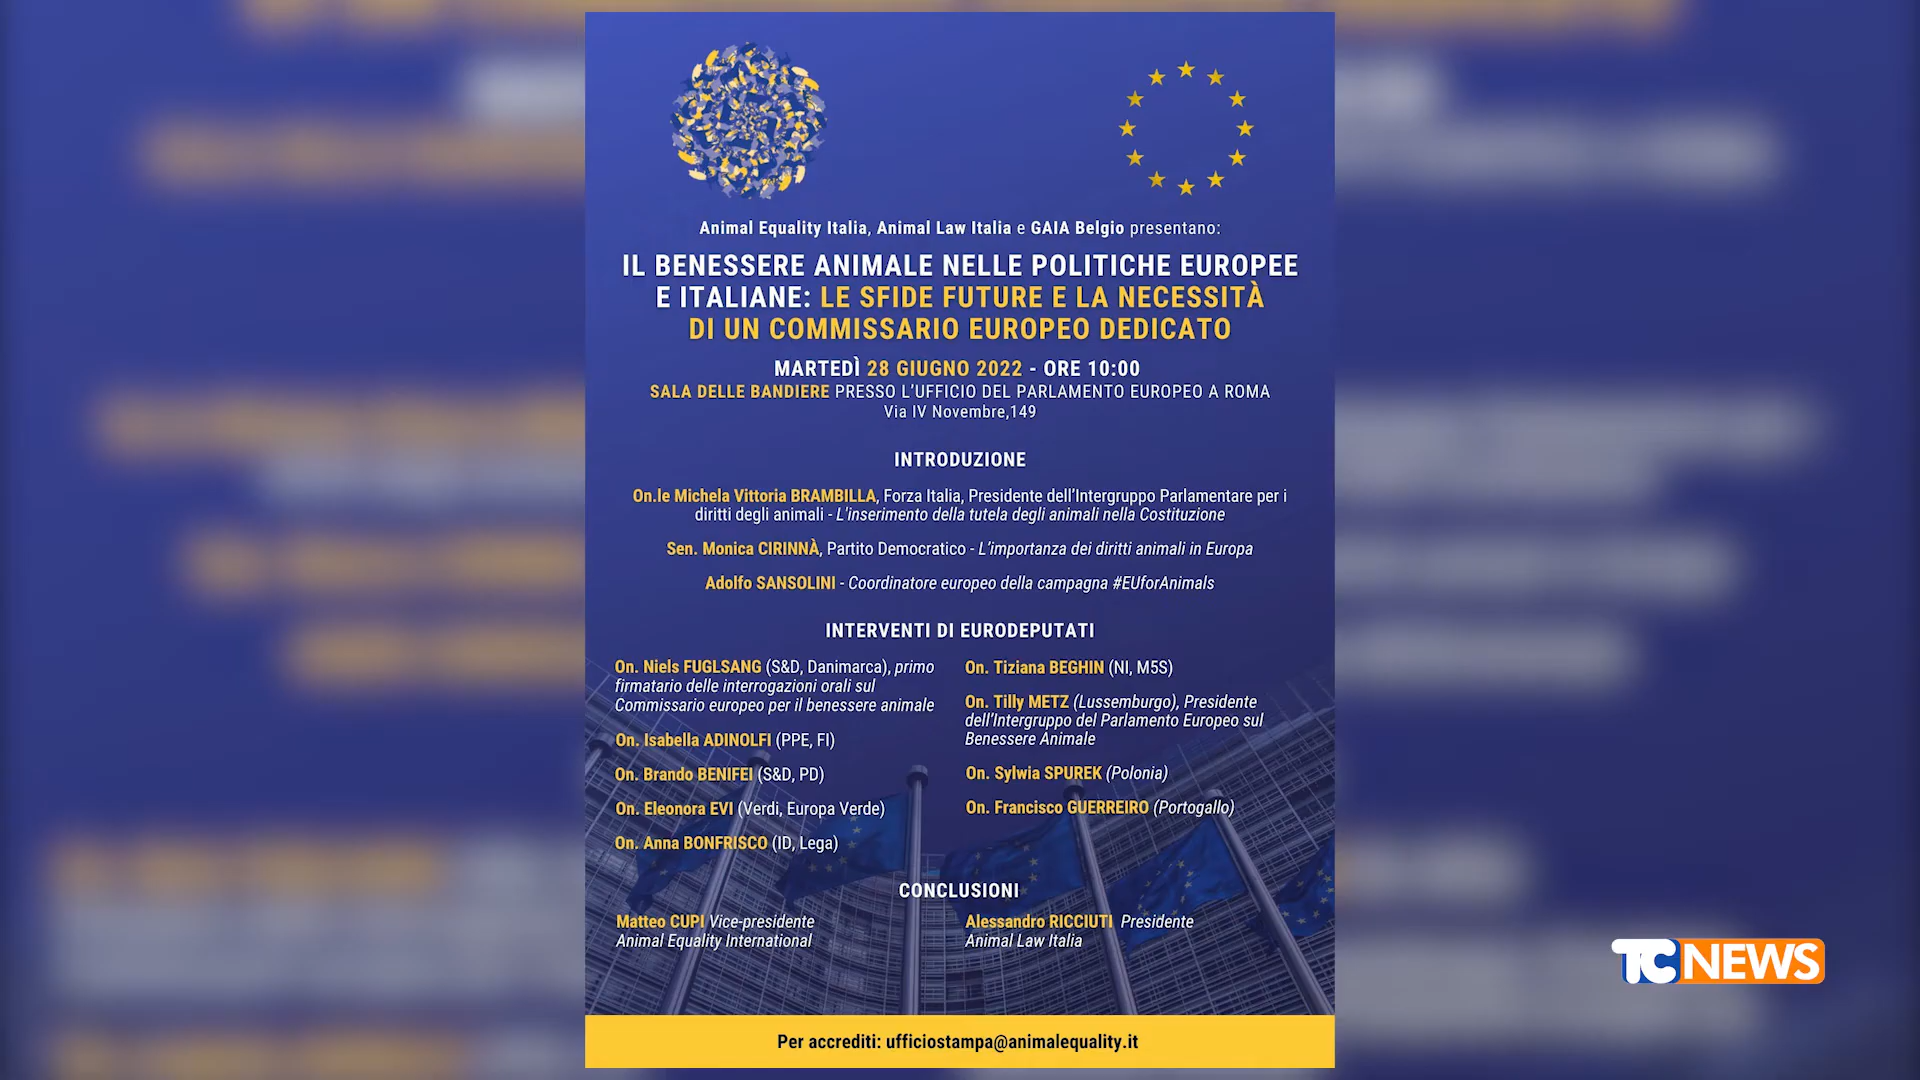 Animal Equality Italia, Animal Law Italia e GAIA Belgio presentano:
IL BENESSERE ANIMALE NELLE POLITICHE EUROPEE
E ITALIANE: LE SFIDE FUTURE E LA NECESSITÀ
DI UN COMMISSARIO EUROPEO DEDICATO
MARTEDÌ 28 GIUGNO 2022 - ORE 10:00
SALA DELLE BANDIERE PRESSO L'UFFICIO DEL PARLAMENTO EUROPEO A ROMA
Via IV Novembre,149
INTRODUZIONE
On.le Michela Vittoria BRAMBILLA, Forza Italia, Presidente dell'Intergruppo Parlamentare per i
diritti degli animali - L'inserimento della tutela degli animali nella Costituzione
Sen. Monica CIRINNÀ, Partito Democratico - L'importanza dei diritti animali in Europa
Adolfo SANSOLINI - Coordinatore europeo della campagna #EUforAnimals
INTERVENTI DI EURODEPUTATI
On. Niels FUGLSANG (S&D, Danimarca), primo
firmatario delle interrogazioni orali sul
Commissario europeo per il benessere animale
On. Isabella ADINOLFI (PPE, FI)
On. Brando BENIFEI (S&D, PD)
On. Eleonora EVI (Verdi, Europa Verde)
On. Anna BONFRISCO (ID, Lega)
On. Tiziana BEGHIN (NI, M5S)
On. Tilly METZ (Lussemburgo), Presidente
dell'Intergruppo del Parlamento Europeo sul
Benessere Animale
On. Sylwia SPUREK (Polonia)
On. Francisco GUERREIRO (Portogallo)
CONCLUSIONI
Matteo CUPI Vice-presidente
Animal Equality International
Alessandro RICCIUTI Presidente
Animal Law Italia
TC NEWS
Per accrediti: ufficiostampa@animalequality.it